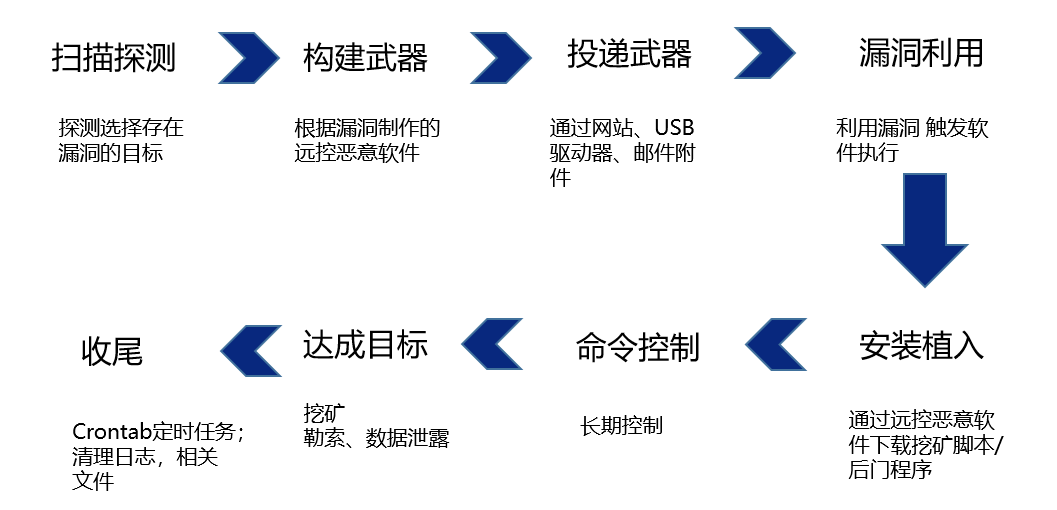 扫描探测
探测选择存在
漏洞的目标
构建武器
根据漏洞制作的
远控恶意软件
投递武器
通过网站、USB
驱动器、邮件附
件
漏洞利用
利用漏洞 触发软
件执行
安装植入
通过远控恶意软
件下载挖矿脚本/
后门程序
命令控制
长期控制
达成目标
挖矿
勒索、数据泄露
收尾
Crontab定时任务；
清理日志，相关
文件